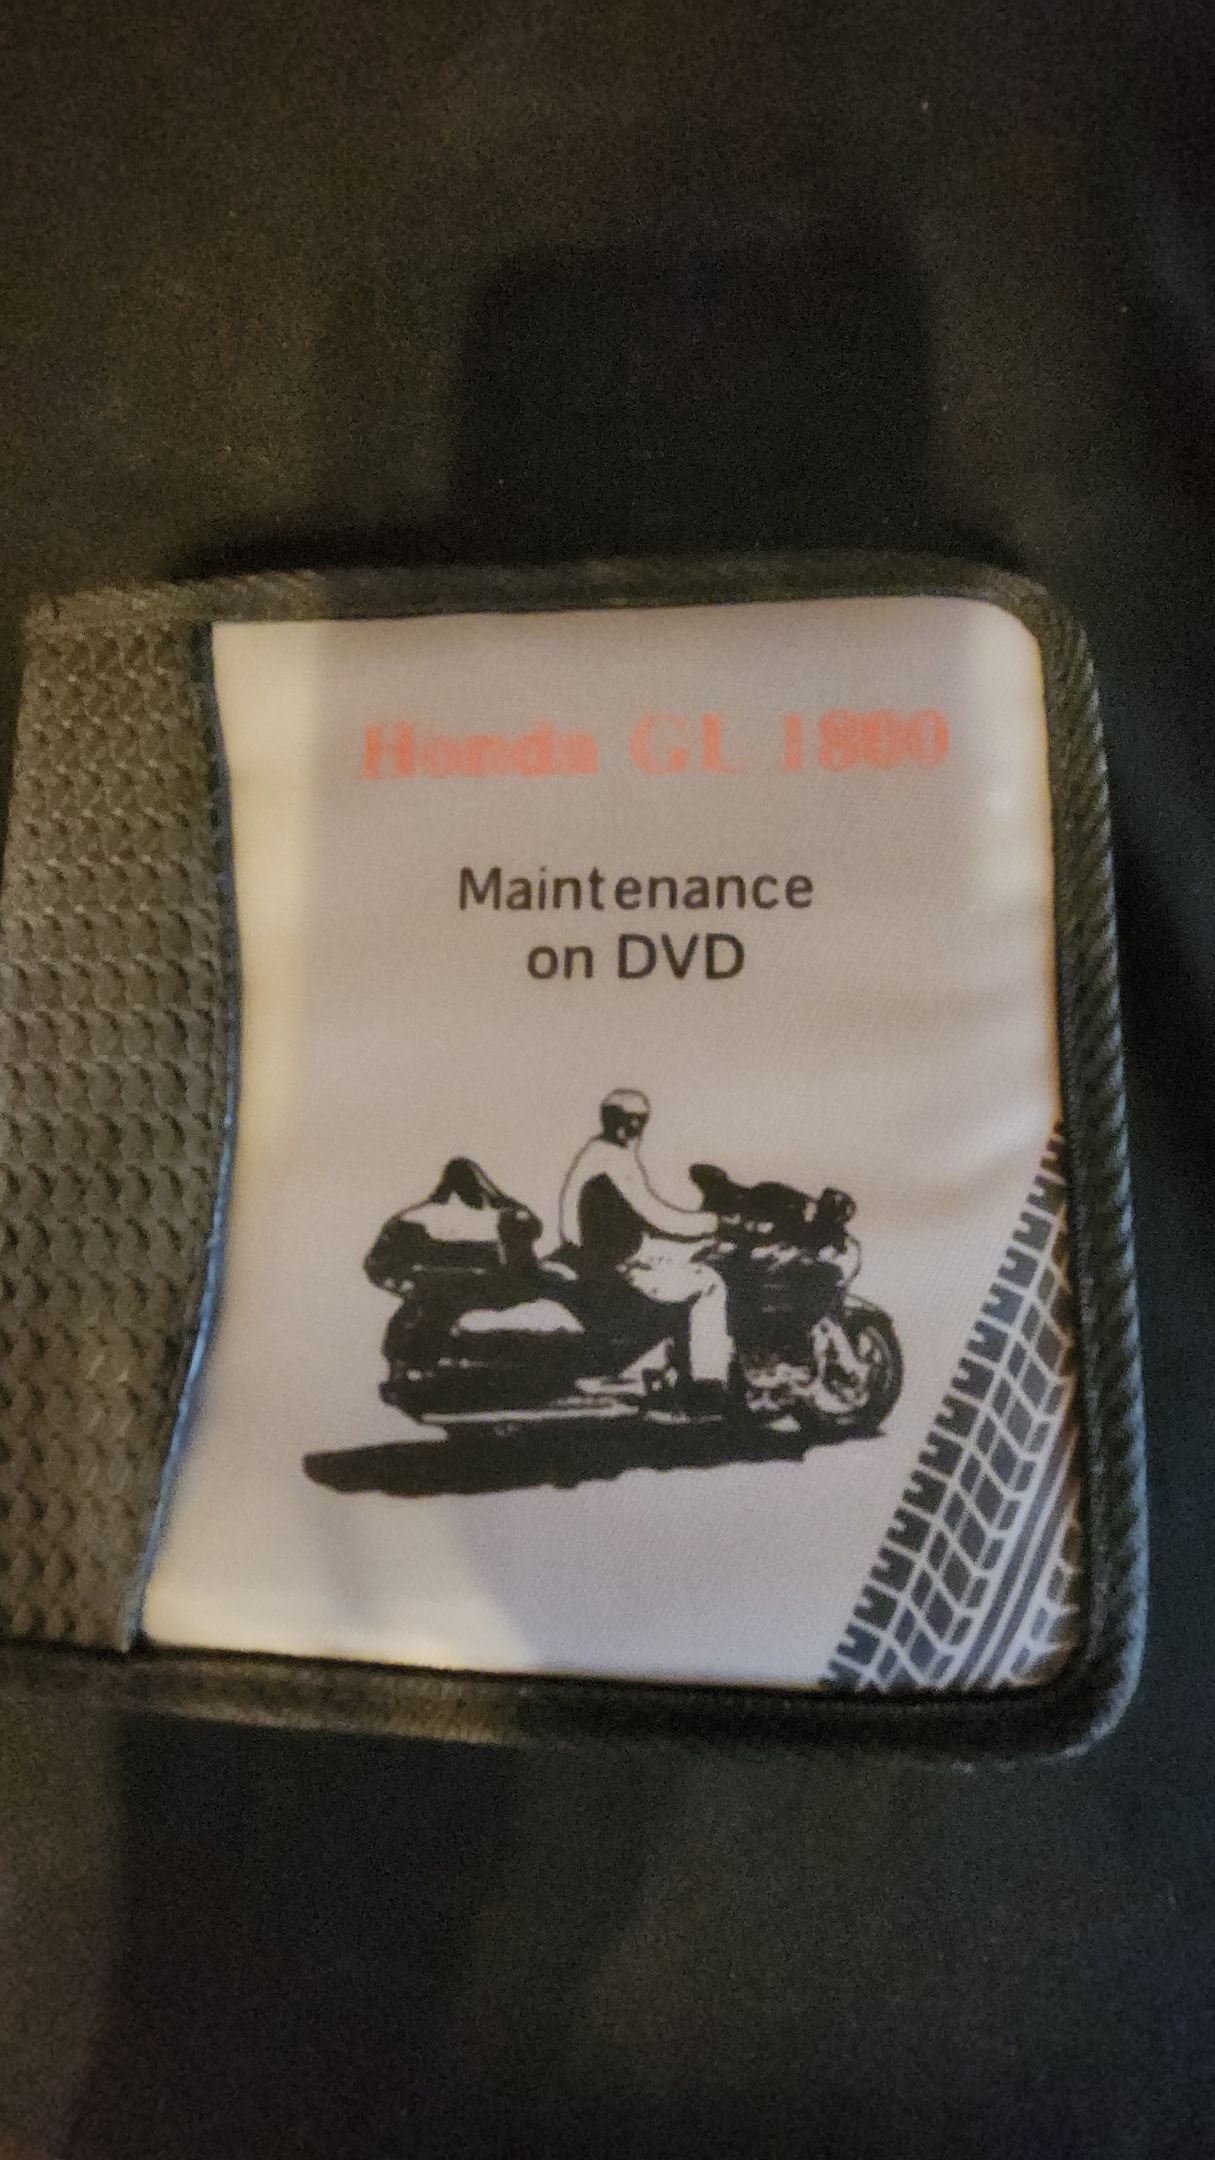 Honda GL 1800
Maintenance
on DVD